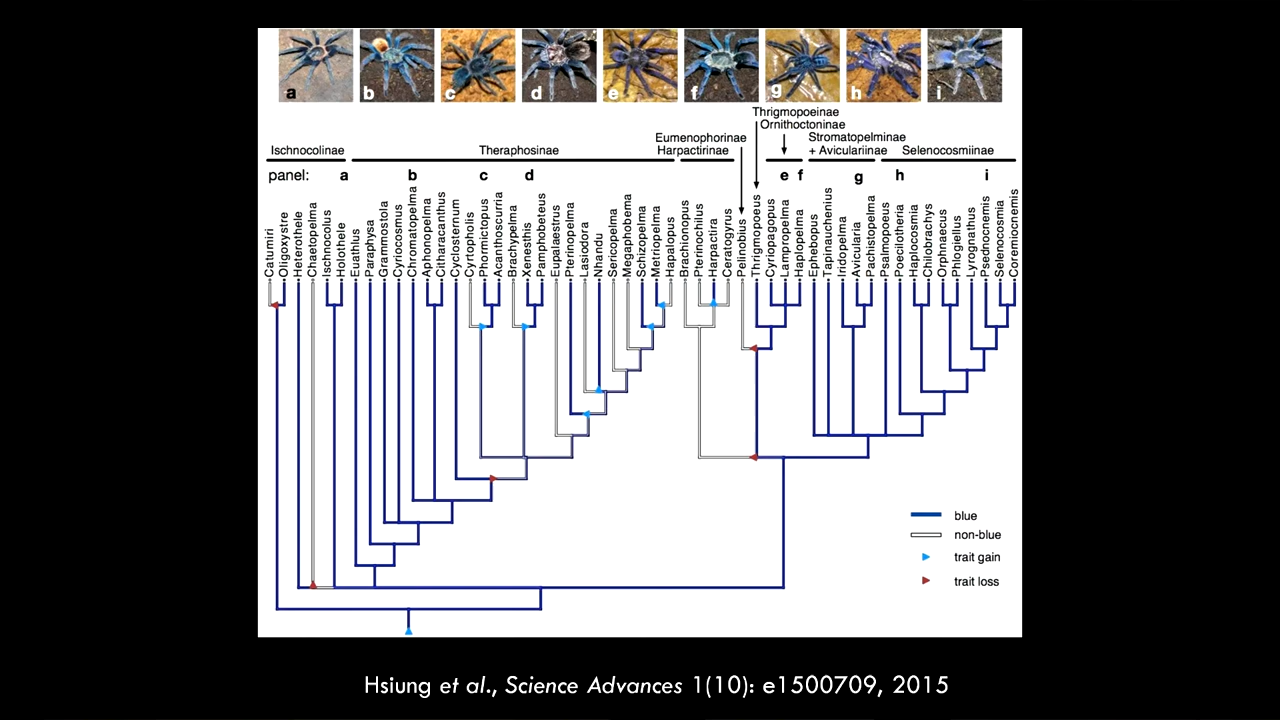 a b c d e f g h i
Thrigmopoeinae
Ornithoctoninae
Eumenophorinae
Stromatopelminae
Ischnocolinae
Theraphosinae
Harpactirinae
+ Aviculariinae
Selenocosmiinae
panel: a b c d e f g h i
Catumiri
Oligoxystre
Heterothele
Chaetopelma
Ischnocolus
Holothele
Euathlus
Paraphysa
Grammostola
Cyriocosmus
Chromatopelma
Aphonopelma
Citharacanthus
Cyclosternum
Cyrtopholis
Phormictopus
Acanthoscurria
Brachypelma
Xenesthis
Pamphobeteus
Eupalaestrus
Pterinopelma
Lasiodora
Nhandu
Sericopelma
Megaphobema
Schizopelma
Metriopelma
Hapalopus
Brachionopus
Pterinochilus
Harpactira
Ceratogyrus
Pelinobius
Thrigmopoeus
Cyriopagopus
Lampropelma
Haplopelma
Ephebopus
Tapinauchenius
Iridopelma
Avicularia
Pachistopelma
Psalmopoeus
Poecilotheria
Haplocosmia
Chilobrachys
Orphnaecus
Phlogiellus
Lyrognathus
Psednocnemis
Selenocosmia
Coremiocnemis
blue
non-blue
trait gain
trait loss
Hsiung et al., Science Advances 1(10): e1500709, 2015